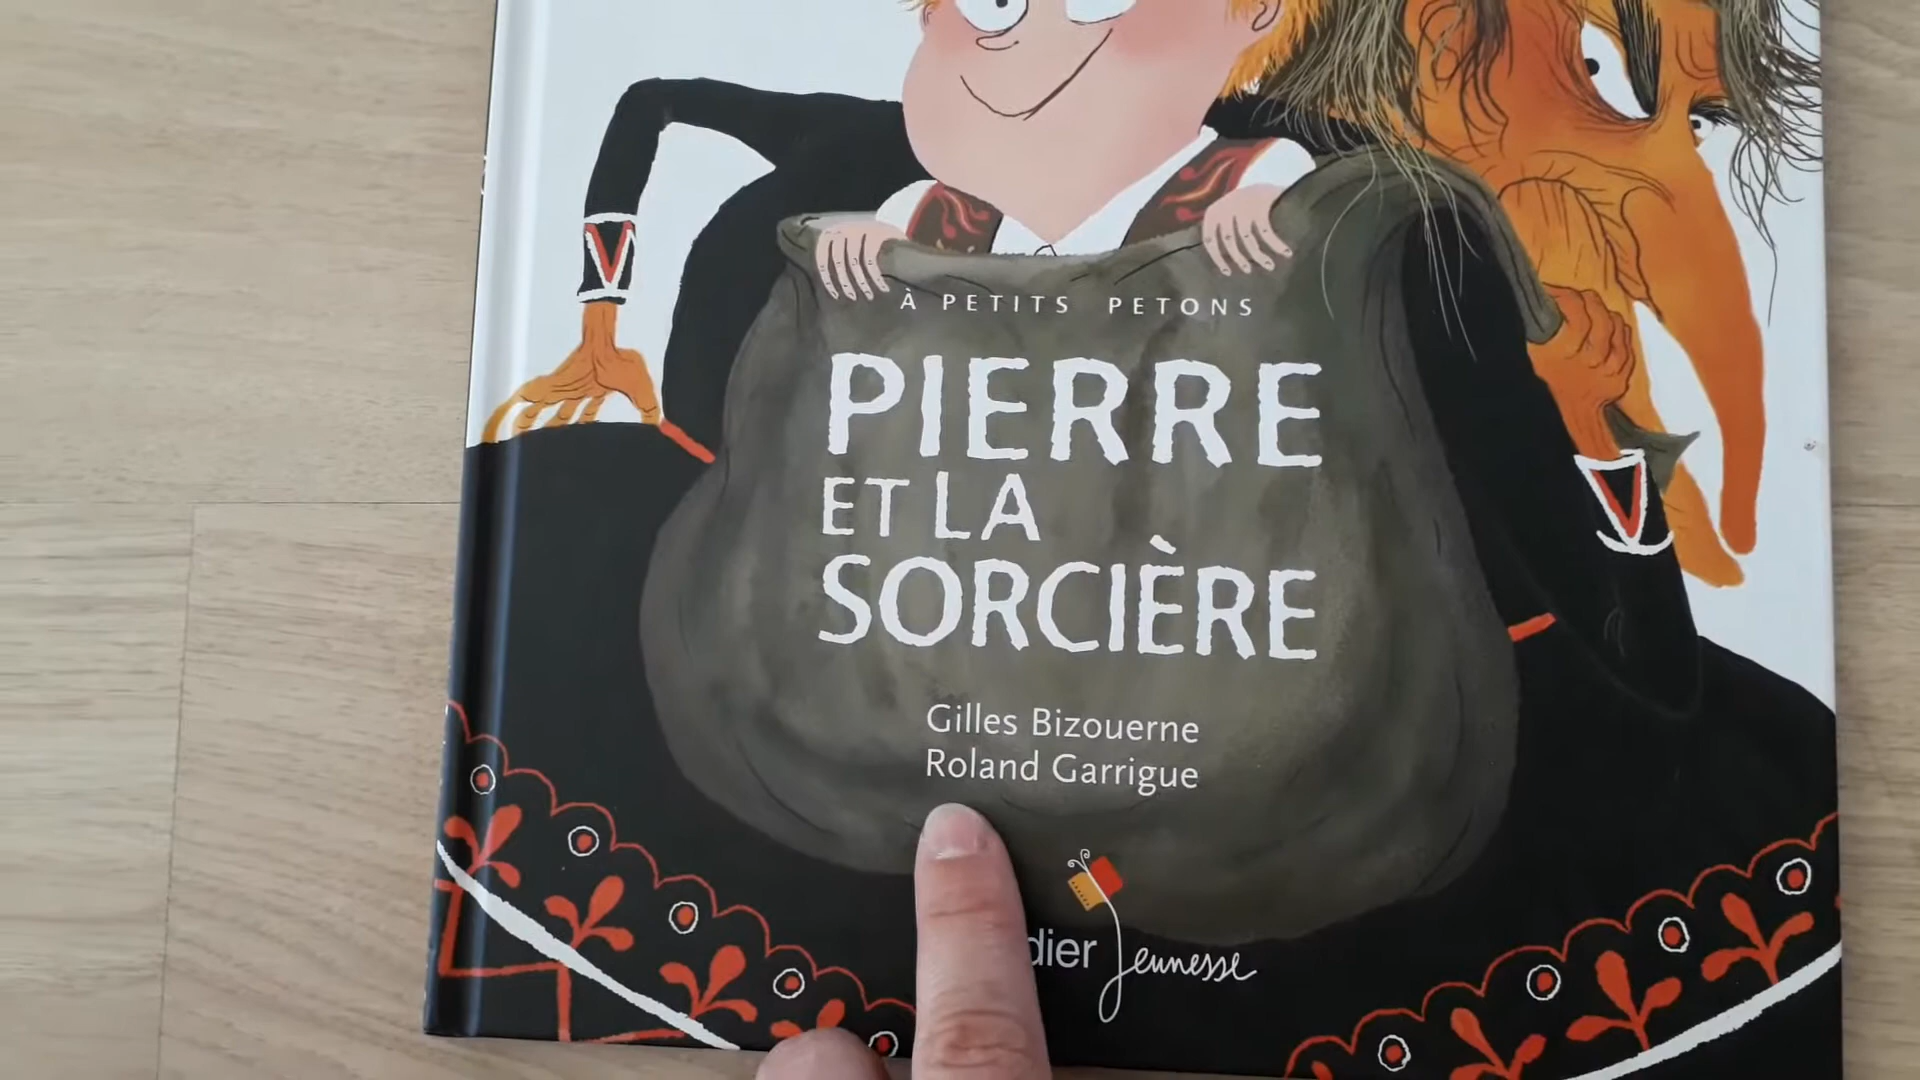 À PETITS PETONS
PIERRE
ET LA
SORCIÈRE
Gilles Bizouerne
Roland Garrigue
dier Jeunesse